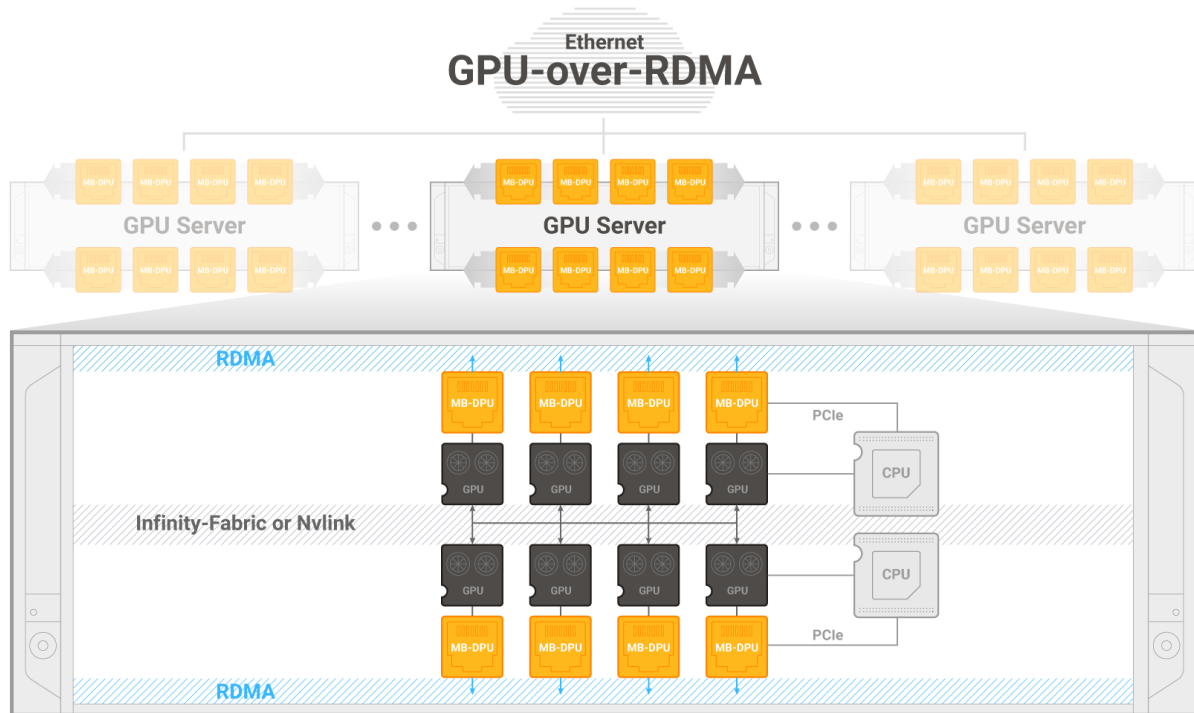 Ethernet
GPU-over-RDMA
MB-DPU MB-DPU MB-DPU MB-DPU
MB-DPU MB-DPU MB-DPU MB-DPU
MB-DPU MB-DPU MB-DPU MB-DPU
GPU Server
GPU Server
GPU Server
MB-DPU MB-DPU MB-DPU MB-DPU
MB-DPU MB-DPU MB-DPU MB-DPU
MB-DPU MB-DPU MB-DPU MB-DPU
RDMA
MB-DPU MB-DPU MB-DPU MB-DPU
PCIe
CPU
GPU GPU GPU GPU
Infinity-Fabric or Nvlink
CPU
GPU GPU GPU GPU
PCIe
MB-DPU MB-DPU MB-DPU MB-DPU
RDMA